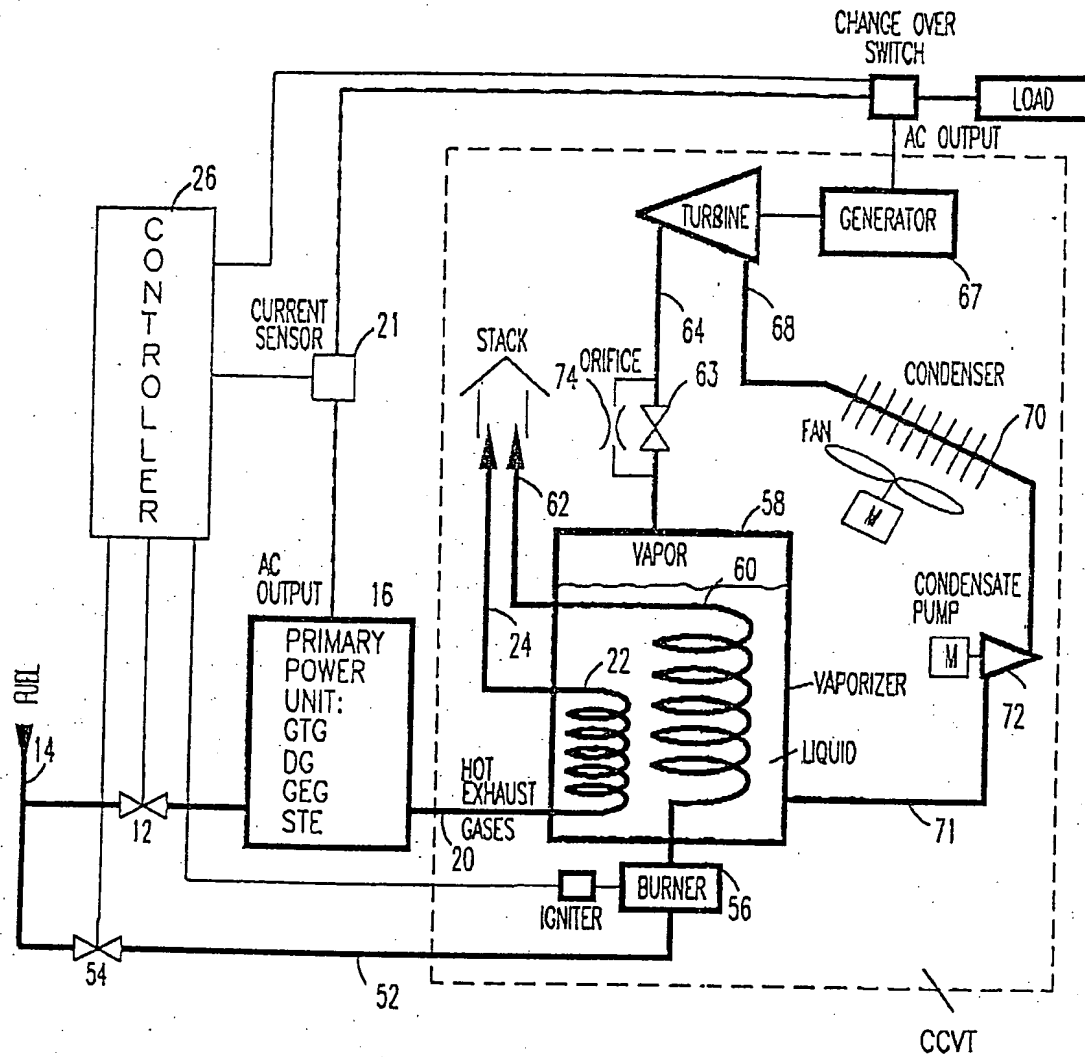 CHANGE OVER
SWITCH
LOAD
AC OUTPUT
26
CONTROLLER
TURBINE
GENERATOR
67
CURRENT
SENSOR
21
64
68
STACK
ORIFICE
74
63
CONDENSER
70
FAN
M
62
58
VAPOR
60
AC
OUTPUT
16
PRIMARY
POWER
UNIT:
GTG
DG
GEG
STE
24
22
VAPORIZER
LIQUID
CONDENSATE
PUMP
M
72
FUEL
14
12
HOT
EXHAUST
GASES
20
71
IGNITER
BURNER
56
54
52
CCVT